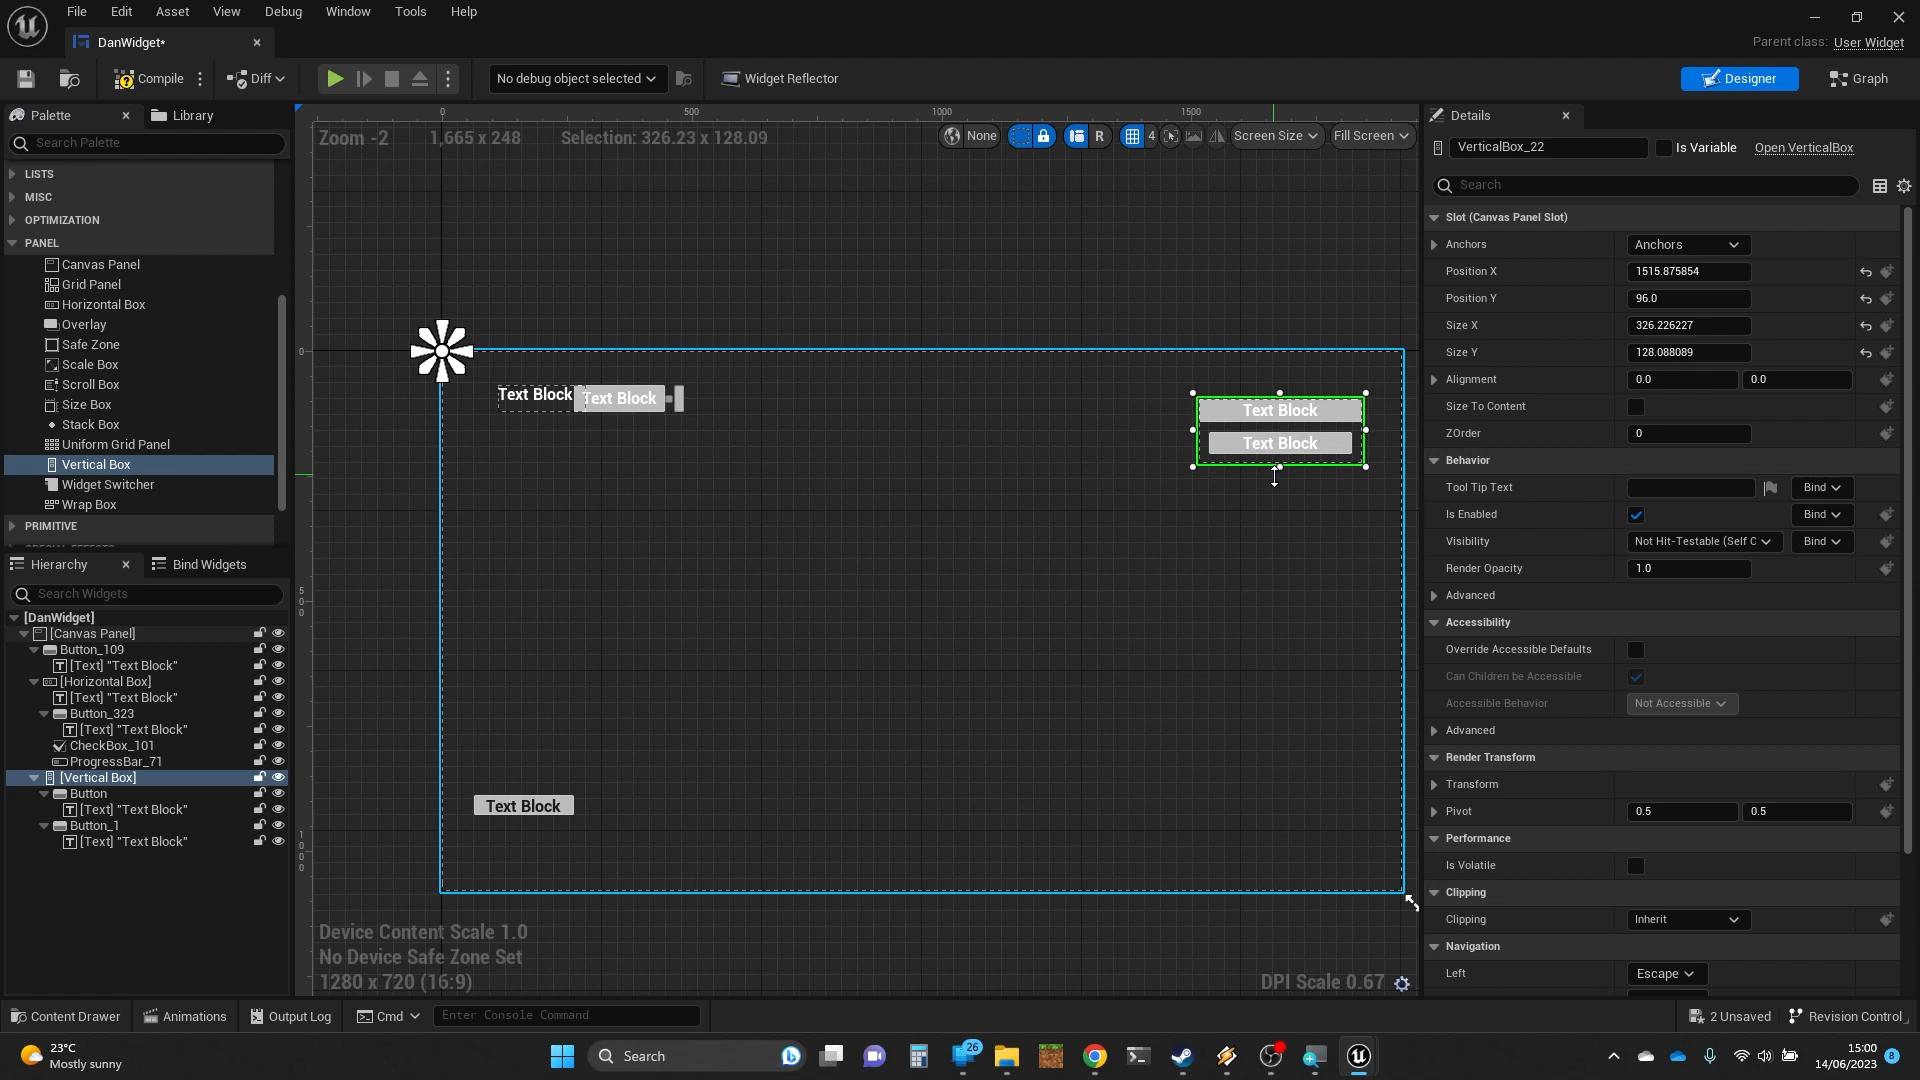 File Edit Asset View Debug Window Tools Help
DanWidget*
Parent class: User Widget
Compile Diff No debug object selected Widget Reflector Designer Graph
Palette Library
Search Palette
LISTS
MISC
OPTIMIZATION
PANEL
Canvas Panel
Grid Panel
Horizontal Box
Overlay
Safe Zone
Scale Box
Scroll Box
Size Box
Stack Box
Uniform Grid Panel
Vertical Box
Widget Switcher
Wrap Box
PRIMITIVE
Hierarchy Bind Widgets
Search Widgets
[DanWidget]
[Canvas Panel]
Button_109
[Text] "Text Block"
[Horizontal Box]
[Text] "Text Block"
Button_323
[Text] "Text Block"
CheckBox_101
ProgressBar_71
[Vertical Box]
Button
[Text] "Text Block"
Button_1
[Text] "Text Block"
0 500 1000 1500
Zoom -2 1,665 x 248 Selection: 326.23 x 128.09
None R 4 Screen Size Fill Screen
0
500
1000
Text Block
Text Block
Text Block
Text Block
Text Block
Device Content Scale 1.0
No Device Safe Zone Set
1280 x 720 (16:9)
DPI Scale 0.67
Details
VerticalBox_22 Is Variable Open VerticalBox
Search
Slot (Canvas Panel Slot)
Anchors Anchors
Position X 1515.875854
Position Y 96.0
Size X 326.226227
Size Y 128.088089
Alignment 0.0 0.0
Size To Content
ZOrder 0
Behavior
Tool Tip Text Bind
Is Enabled Bind
Visibility Not Hit-Testable (Self C Bind
Render Opacity 1.0
Advanced
Accessibility
Override Accessible Defaults
Can Children be Accessible
Accessible Behavior Not Accessible
Advanced
Render Transform
Transform
Pivot 0.5 0.5
Performance
Is Volatile
Clipping
Clipping Inherit
Navigation
Left Escape
Content Drawer Animations Output Log Cmd Enter Console Command 2 Unsaved Revision Control
23°C
Mostly sunny
Search
26
15:00
14/06/2023
8